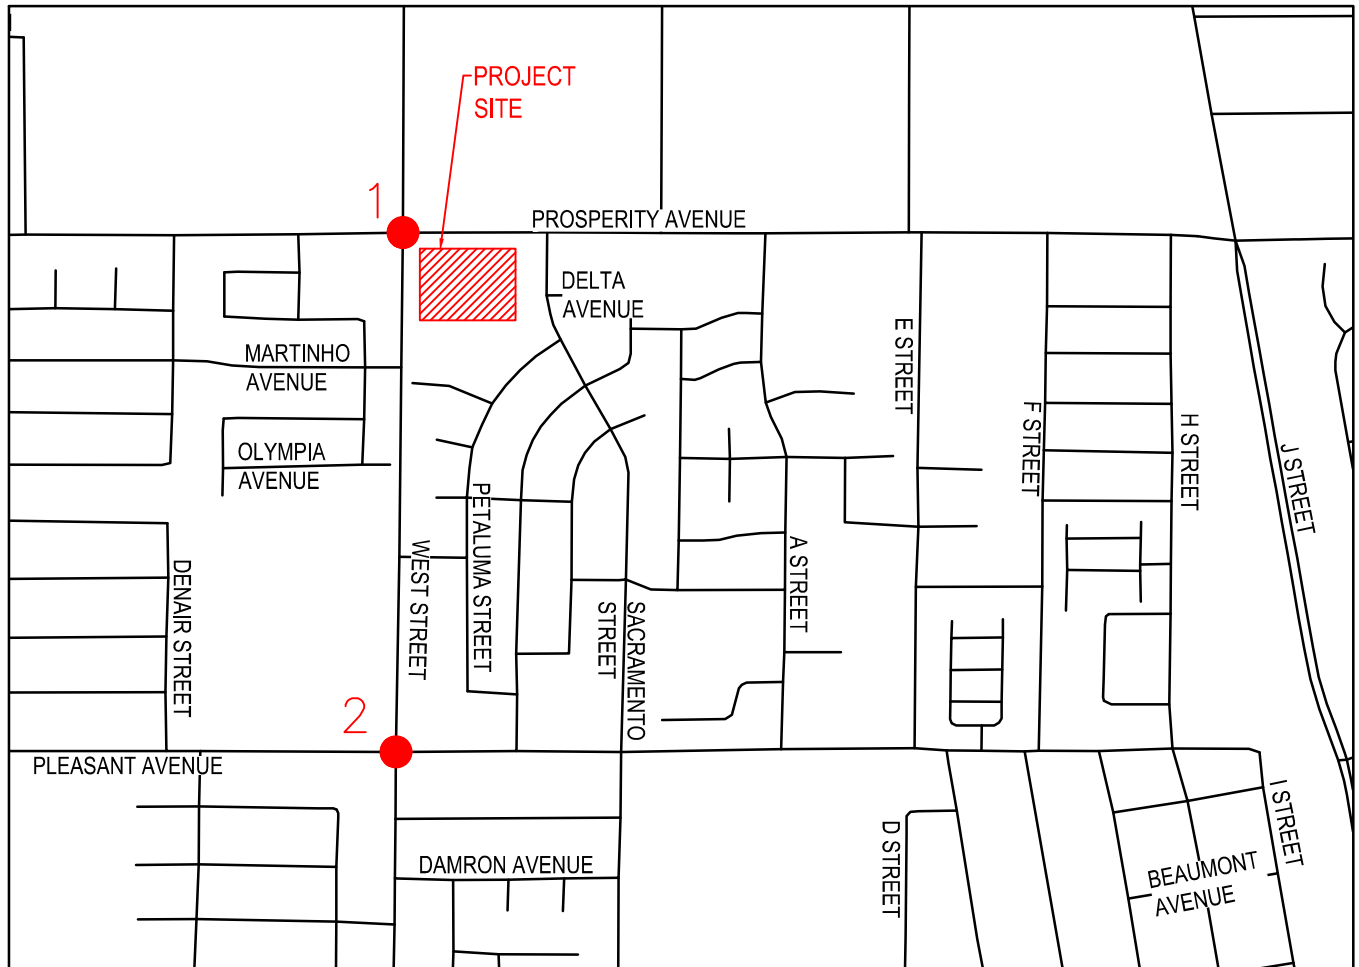 PROJECT
SITE
1
PROSPERITY AVENUE
DELTA
AVENUE
MARTINHO
AVENUE
E STREET
OLYMPIA
AVENUE
F STREET
H STREET
J STREET
PETALUMA STREET
WEST STREET
A STREET
DENAIR STREET
SACRAMENTO
STREET
2
PLEASANT AVENUE
I STREET
D STREET
DAMRON AVENUE
BEAUMONT
AVENUE